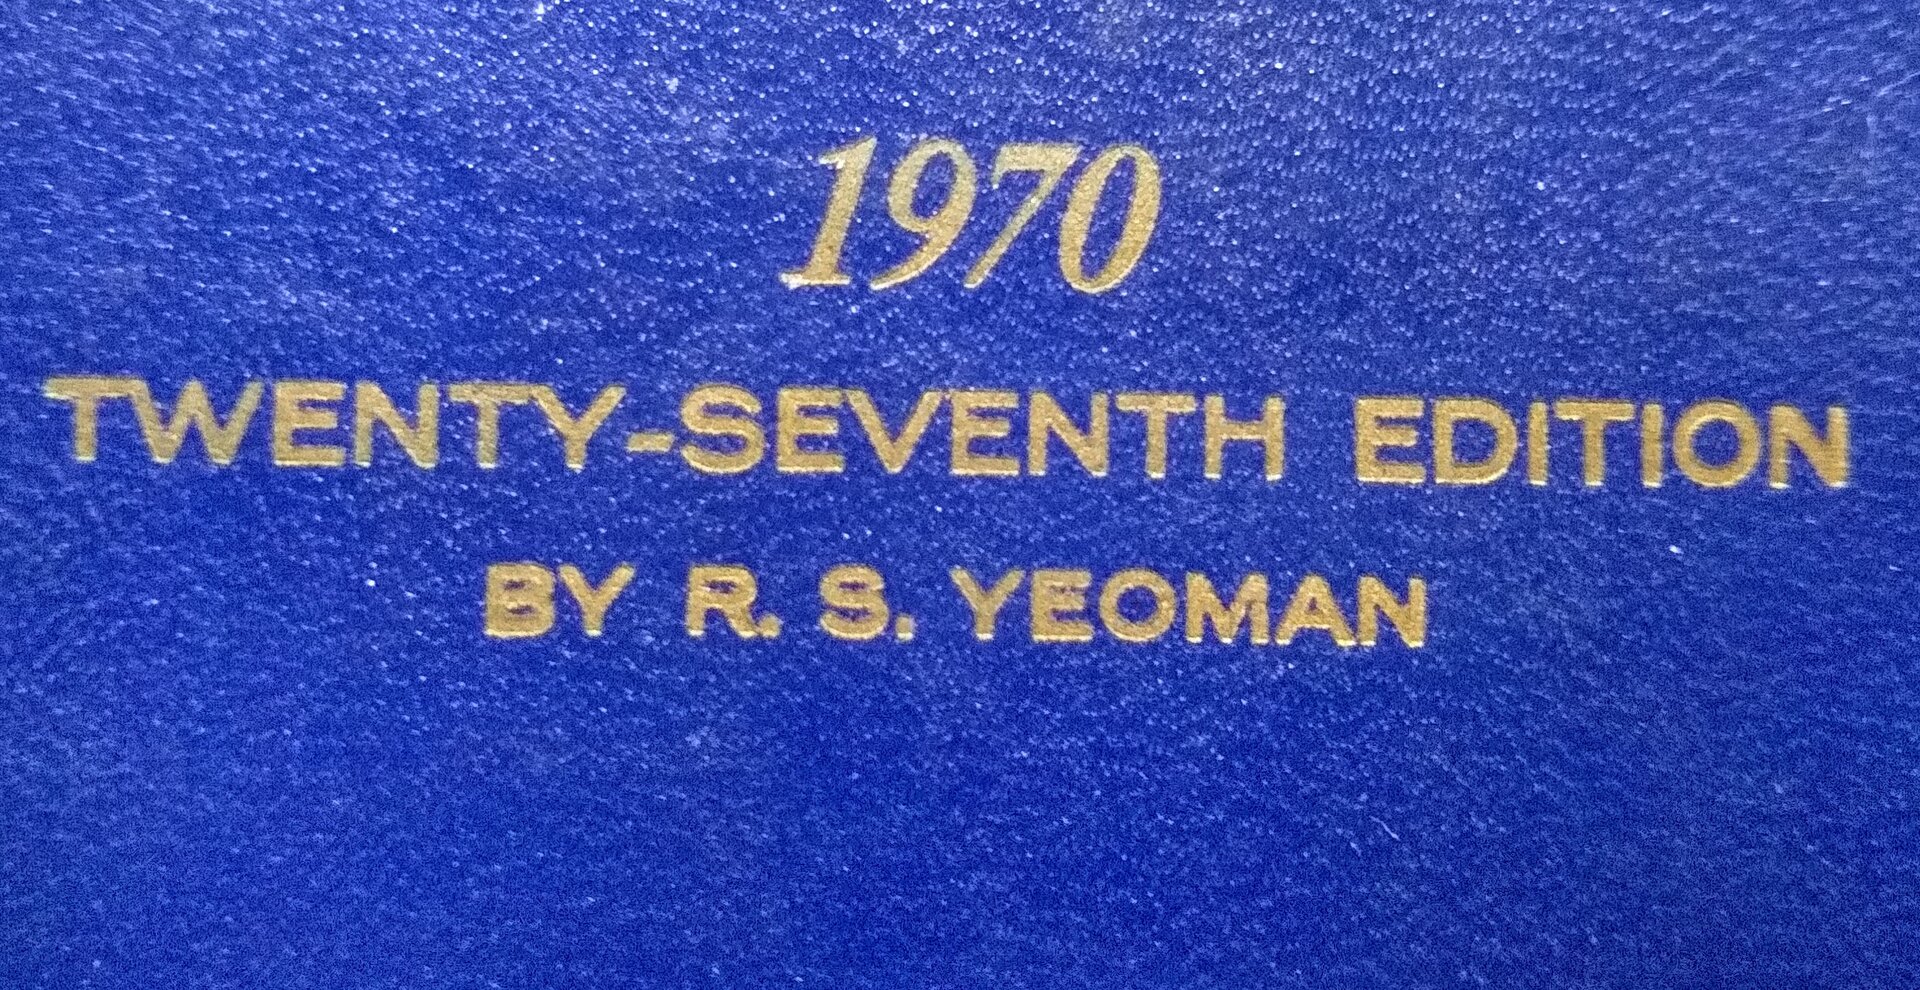 1970
TWENTY-SEVENTH EDITION
BY R. S. YEOMAN